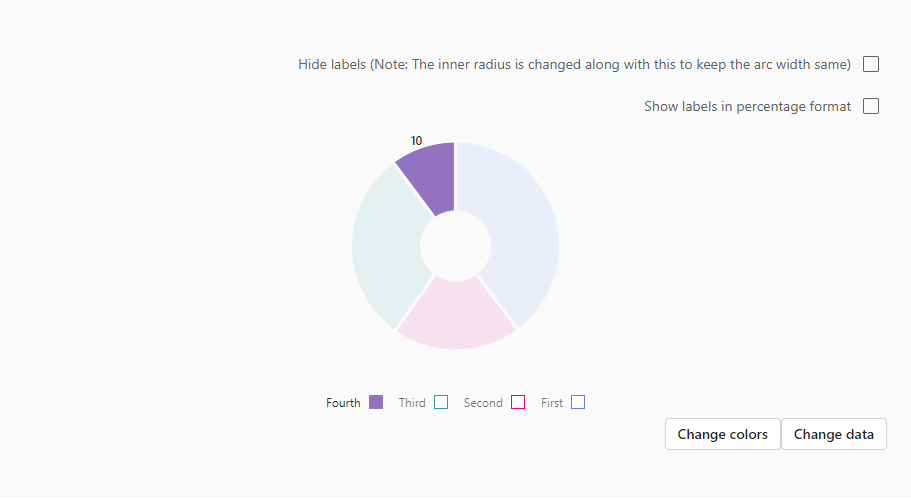 Hide labels (Note: The inner radius is changed along with this to keep the arc width same)
Show labels in percentage format
10
Fourth Third Second First
Change colors Change data